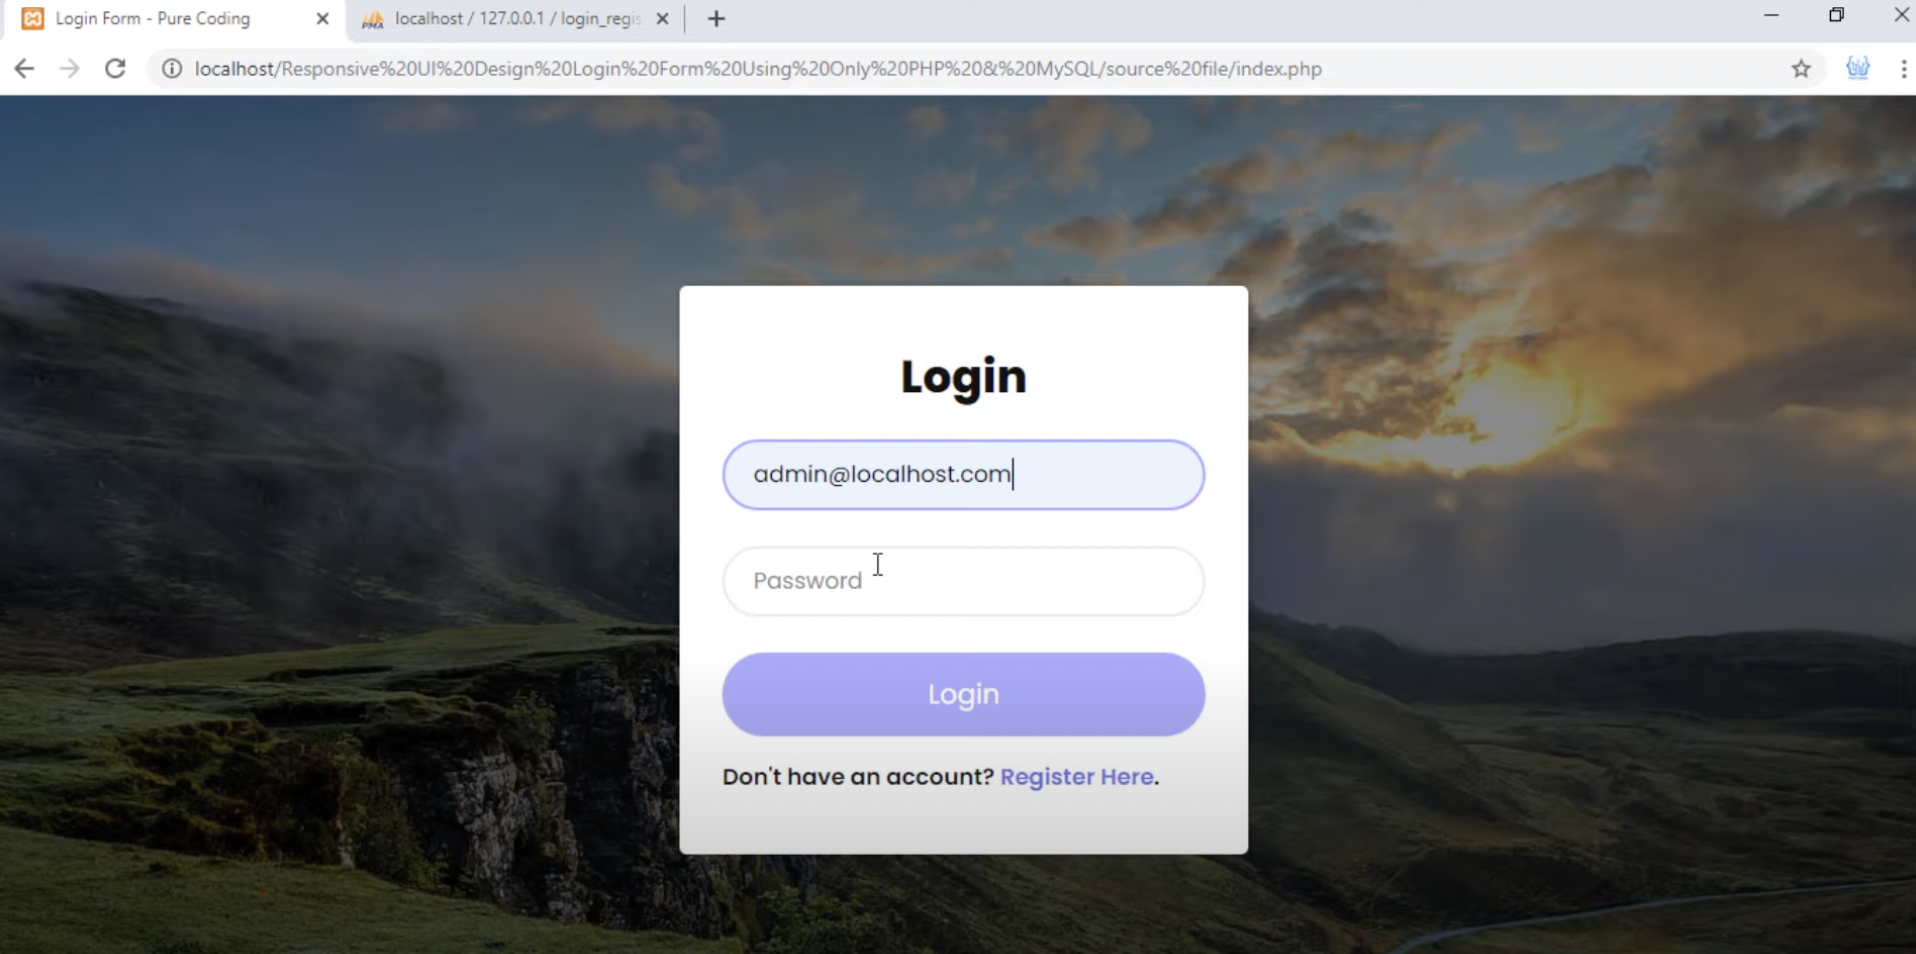 Login Form - Pure Coding
PMA localhost / 127.0.0.1 / login_regis
localhost/Responsive%20UI%20Design%20Login%20Form%20Using%20Only%20PHP%20&%20MySQL/source%20file/index.php
Login
admin@localhost.com
Password
Login
Don't have an account? Register Here.